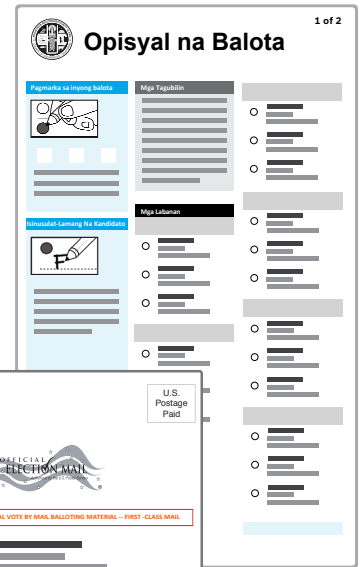 1 of 2
Opisyal na Balota
Pagmarka sa inyong balota
Mga Tagubilin
Isinusulat-Lamang Na Kandidato
Mga Labanan
U.S.
Postage
Paid
OFFICIAL
ELECTION MAIL
AL VOTE BY MAIL BALLOTING MATERIAL -- FIRST -CLASS MAIL